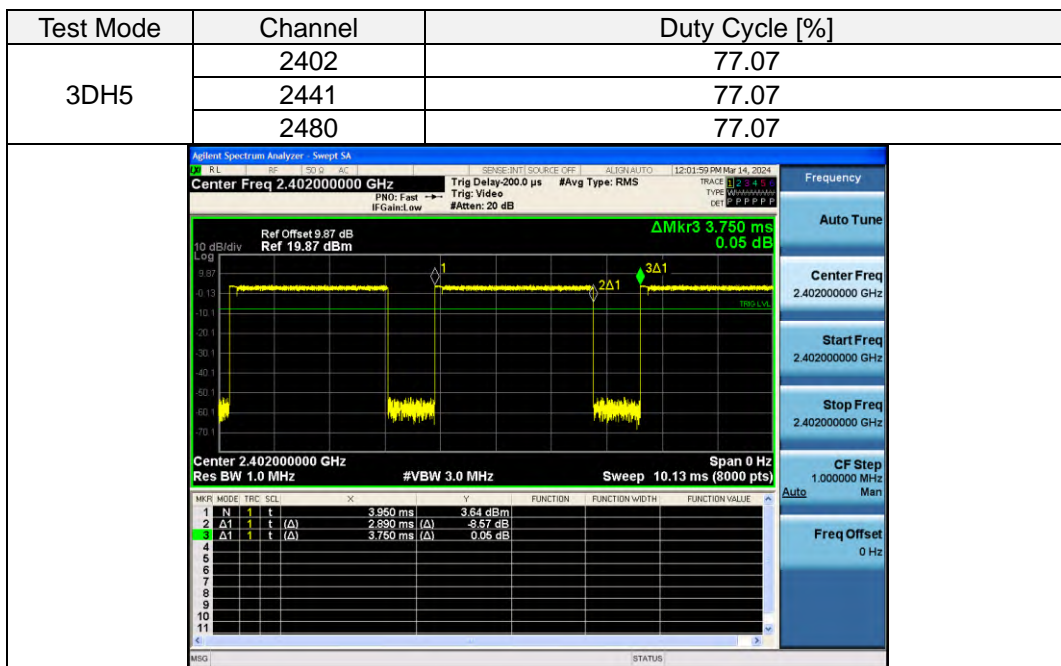 Test Mode Channel Duty Cycle [%]
3DH5 2402 77.07
2441 77.07
2480 77.07
Agilent Spectrum Analyzer - Swept SA
RL RF 50 Ω AC SENSE:INT SOURCE OFF ALIGN AUTO 12:01:59 PM Mar 14, 2024
Center Freq 2.402000000 GHz
PNO: Fast
IFGain:Low
Trig Delay-200.0 µs #Avg Type: RMS
Trig: Video
#Atten: 20 dB
TRACE 1 2 3 4 5 6
TYPE
DET P P P P P P
ΔMkr3 3.750 ms
0.05 dB
Ref Offset 9.87 dB
10 dB/div Ref 19.87 dBm
Log
9.87
-0.13
-10.1
-20.1
-30.1
-40.1
-50.1
-60.1
-70.1
1
2Δ1
3Δ1
TRIG LVL
Center 2.402000000 GHz Span 0 Hz
Res BW 1.0 MHz #VBW 3.0 MHz Sweep 10.13 ms (8000 pts)
MKR MODE TRC SCL X Y FUNCTION FUNCTION WIDTH FUNCTION VALUE
1 N 1 t 3.950 ms 3.64 dBm
2 Δ1 1 t (Δ) 2.890 ms (Δ) -8.57 dB
3 Δ1 1 t (Δ) 3.750 ms (Δ) 0.05 dB
4
5
6
7
8
9
10
11
MSG STATUS
Frequency
Auto Tune
Center Freq
2.402000000 GHz
Start Freq
2.402000000 GHz
Stop Freq
2.402000000 GHz
CF Step
1.000000 MHz
Auto Man
Freq Offset
0 Hz